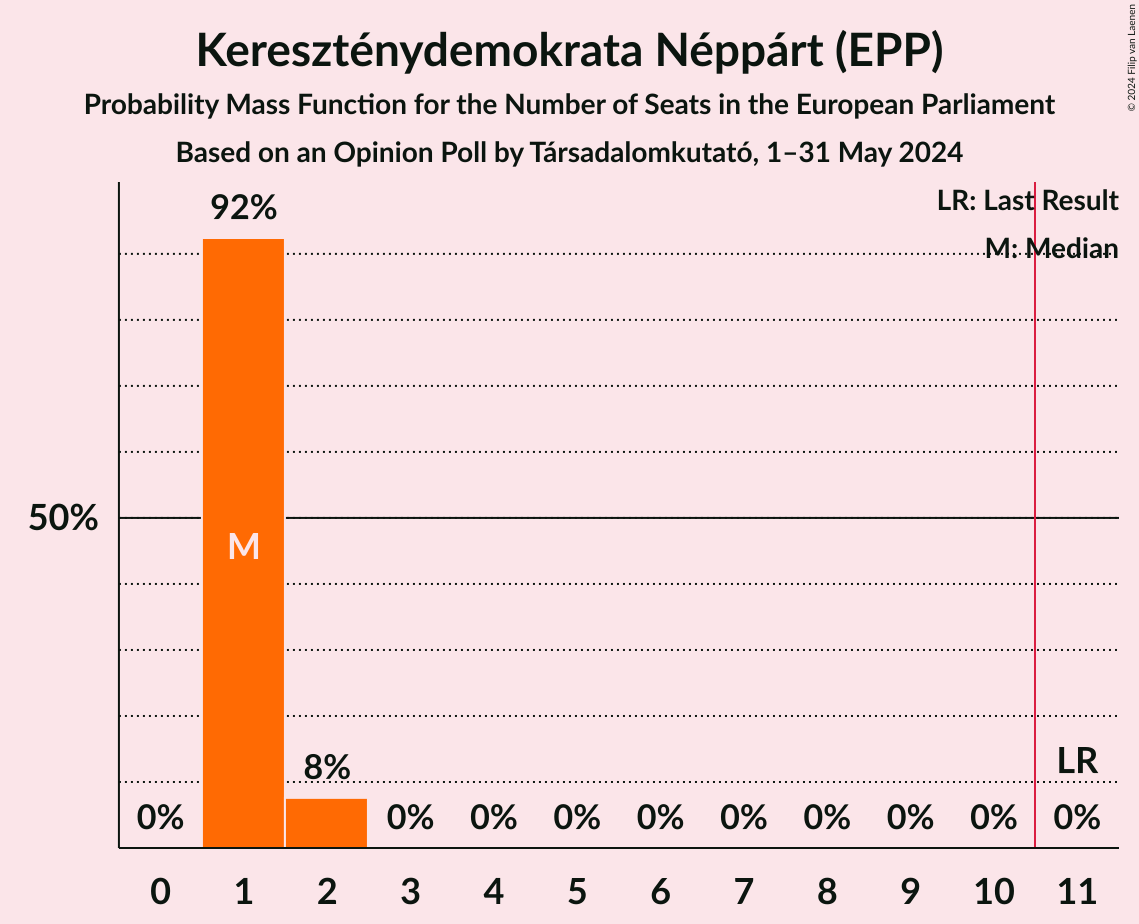 Kereszténydemokrata Néppárt (EPP)
Probability Mass Function for the Number of Seats in the European Parliament
Based on an Opinion Poll by Társadalomkutató, 1–31 May 2024
© 2024 Filip van Laenen
LR: Last Result
M: Median
92%
50%
M
8%
LR
0% 0% 0% 0% 0% 0% 0% 0% 0% 0%
0 1 2 3 4 5 6 7 8 9 10 11